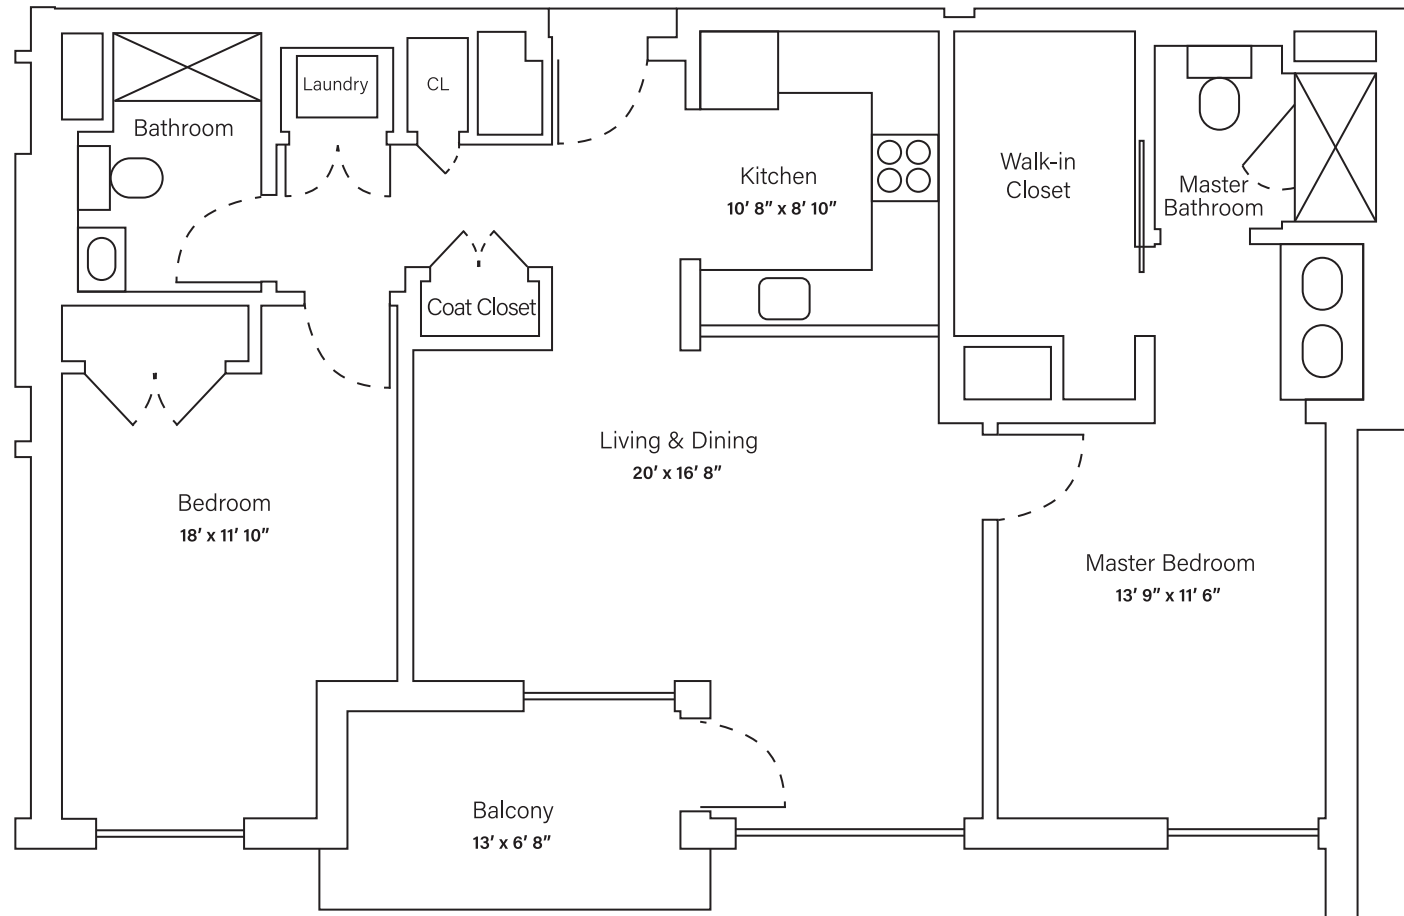 Laundry
CL
Bathroom
Kitchen
10’ 8” x 8’ 10”
Walk-in
Closet
Master
Bathroom
Coat Closet
Living & Dining
20’ x 16’ 8”
Bedroom
18’ x 11’ 10”
Master Bedroom
13’ 9” x 11’ 6”
Balcony
13’ x 6’ 8”